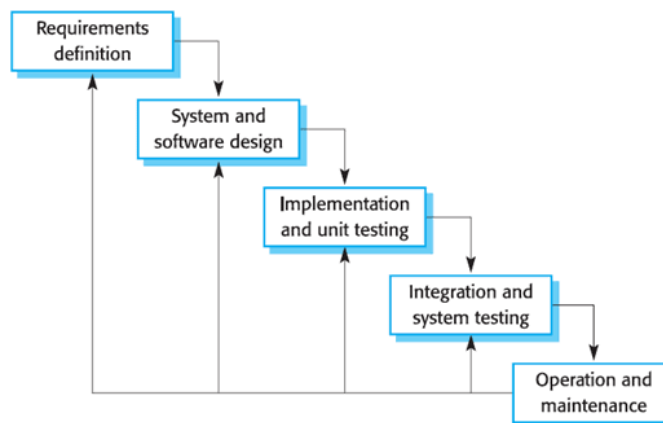 Requirements
definition
System and
software design
Implementation
and unit testing
Integration and
system testing
Operation and
maintenance